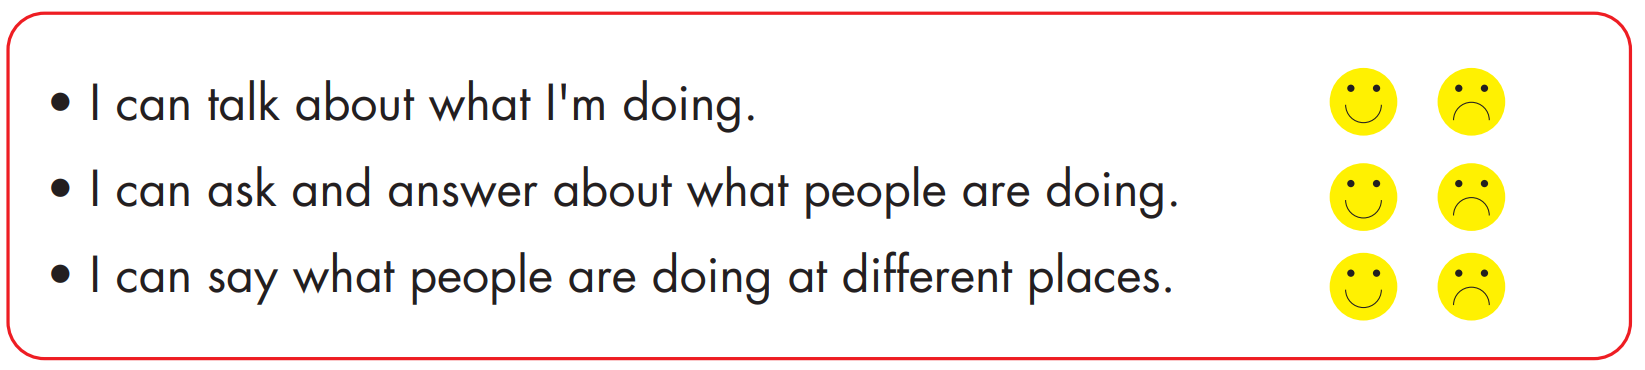 • I can talk about what I'm doing.
• I can ask and answer about what people are doing.
• I can say what people are doing at different places.